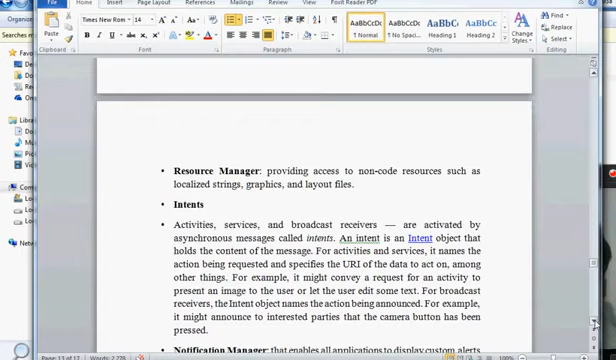 File Home Insert Page Layout References Mailings Review View Foxit Reader PDF
Times New Rom 14
Paste
AaBbCcDc AaBbCcDc AaBbC AaBbCc
¶ Normal ¶ No Spaci... Heading 1 Heading 2
Change Styles
Find
Replace
Select
Clipboard Font Paragraph Styles Editing
Organize
• Resource Manager: providing access to non-code resources such as
localized strings, graphics, and layout files.
• Intents
• Activities, services, and broadcast receivers — are activated by
asynchronous messages called intents. An intent is an Intent object that
holds the content of the message. For activities and services, it names the
action being requested and specifies the URI of the data to act on, among
other things. For example, it might convey a request for an activity to
present an image to the user or let the user edit some text. For broadcast
receivers, the Intent object names the action being announced. For example,
it might announce to interested parties that the camera button has been
pressed.
• Notification Manager: that enables all applications to display custom alerts
Page: 13 of 17 Words: 2,778 100%